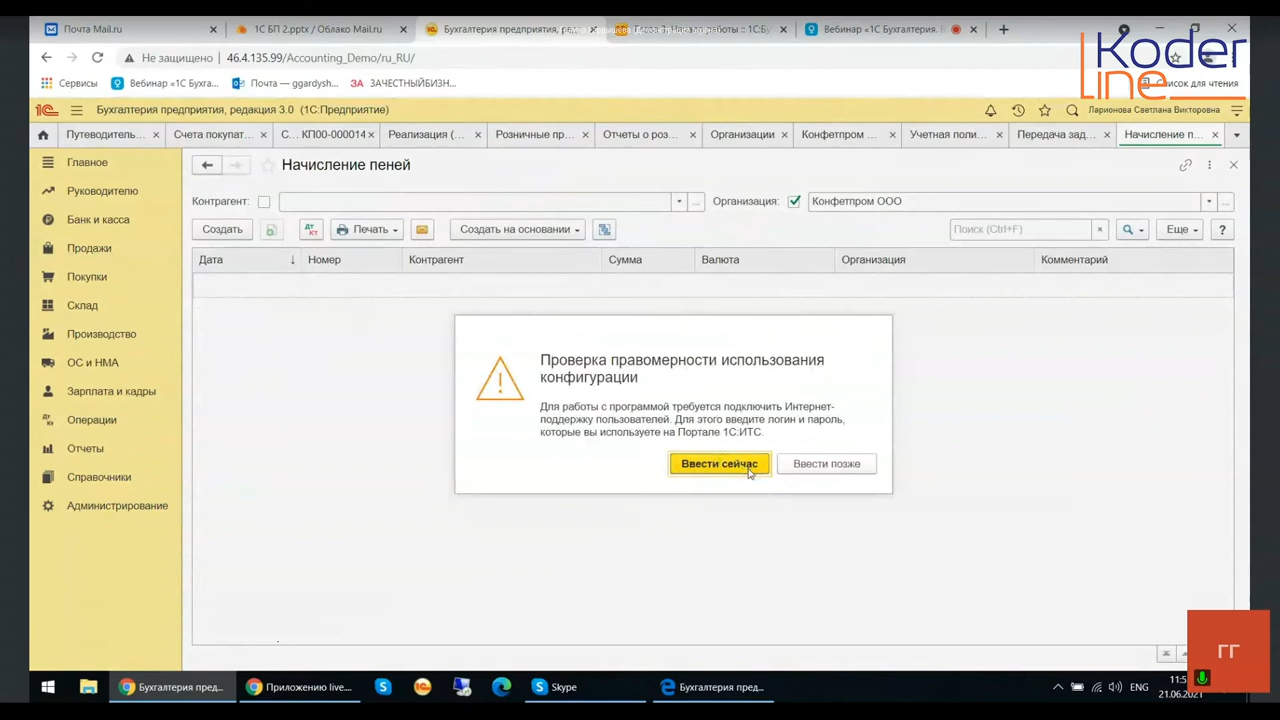 Почта Mail.ru
1С БП 2.pptx / Облако Mail.ru
Бухгалтерия предприятия, р
Вебинар «1С Бухгалтерия.
Koder
line
Не защищено
46.4.135.99/Accounting_Demo/ru_RU/
Сервисы
Вебинар «1С Бухга...
Почта — ggardysh...
ЗАЧЕСТНЫЙБИЗН...
Список для чтения
Бухгалтерия предприятия, редакция 3.0 (1С:Предприятие)
Ларионова Светлана Викторовна
Путеводитель...
Счета покупат...
С... КП00-000014
Реализация (...
Розничные пр...
Отчеты о роз...
Организации
Конфетпром ...
Учетная поли...
Передача зад...
Начисление п...
Главное
Руководителю
Банк и касса
Продажи
Покупки
Склад
Производство
ОС и НМА
Зарплата и кадры
Операции
Отчеты
Справочники
Администрирование
Начисление пеней
Контрагент:
Организация:
Конфетпром ООО
Создать
Дт
Кт
Печать
Создать на основании
Поиск (Ctrl+F)
Еще
?
Дата
Номер
Контрагент
Сумма
Валюта
Организация
Комментарий
Проверка правомерности использования
конфигурации
Для работы с программой требуется подключить Интернет-
поддержку пользователей. Для этого введите логин и пароль,
которые вы используете на Портале 1С:ИТС.
Ввести сейчас
Ввести позже
ГГ
Бухгалтерия пред...
Приложению live....
Skype
Бухгалтерия пред...
ENG
11:5
21.06.2021